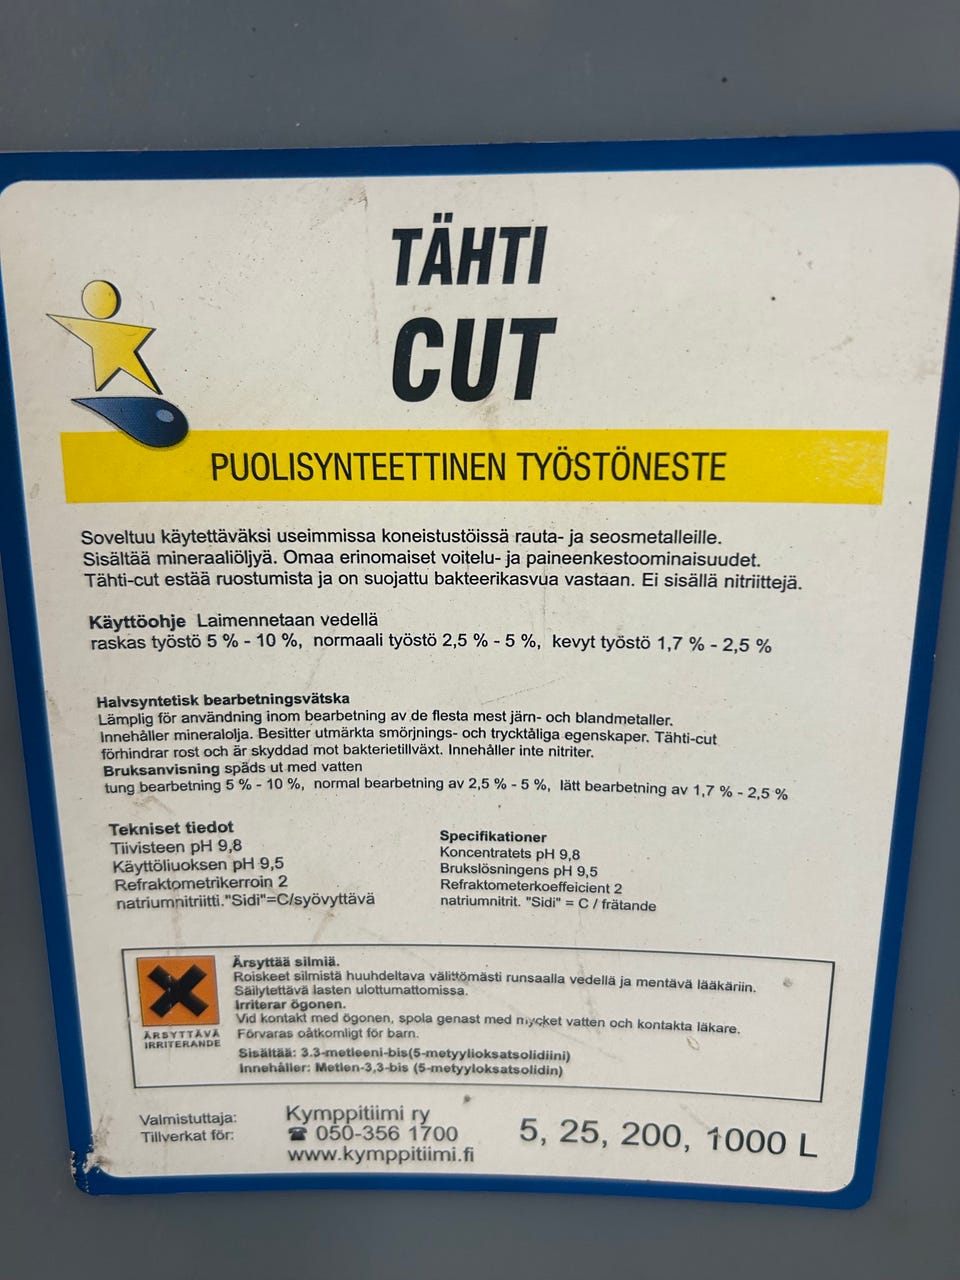 TÄHTI
CUT
PUOLISYNTEETTINEN TYÖSTÖNESTE
Soveltuu käytettäväksi useimmissa koneistustöissä rauta- ja seosmetalleille.
Sisältää mineraaliöljyä. Omaa erinomaiset voitelu- ja paineenkestoominaisuudet.
Tähti-cut estää ruostumista ja on suojattu bakteerikasvua vastaan. Ei sisällä nitriittejä.
Käyttöohje Laimennetaan vedellä
raskas työstö 5 % - 10 %, normaali työstö 2,5 % - 5 %, kevyt työstö 1,7 % - 2,5 %
Halvsyntetisk bearbetningsvätska
Lämplig för användning inom bearbetning av de flesta mest järn- och blandmetaller.
Innehåller mineralolja. Besitter utmärkta smörjnings- och trycktåliga egenskaper. Tähti-cut
förhindrar rost och är skyddad mot bakterietillväxt. Innehåller inte nitriter.
Bruksanvisning späds ut med vatten
tung bearbetning 5 % - 10 %, normal bearbetning av 2,5 % - 5 %, lätt bearbetning av 1,7 % - 2,5 %
Tekniset tiedot
Tiivisteen pH 9,8
Käyttöliuoksen pH 9,5
Refraktometrikerroin 2
natriumnitriitti."Sidi"=C/syövyttävä
Specifikationer
Koncentratets pH 9,8
Brukslösningens pH 9,5
Refraktometerkoeffeicient 2
natriumnitrit. "Sidi" = C / frätande
ÄRSYTTÄVÄ
IRRITERANDE
Ärsyttää silmiä.
Roiskeet silmistä huuhdeltava välittömästi runsaalla vedellä ja mentävä lääkäriin.
Säilytettävä lasten ulottumattomissa.
Irriterar ögonen.
Vid kontakt med ögonen, spola genast med mycket vatten och kontakta läkare.
Förvaras oåtkomligt för barn.
Sisältää: 3.3-metleeni-bis(5-metyylioksatsolidiini)
Innehåller: Metlen-3,3-bis (5-metyyloksatsolidin)
Valmistuttaja:
Tillverkat för:
Kymppitiimi ry
☎ 050-356 1700
www.kymppitiimi.fi
5, 25, 200, 1000 L